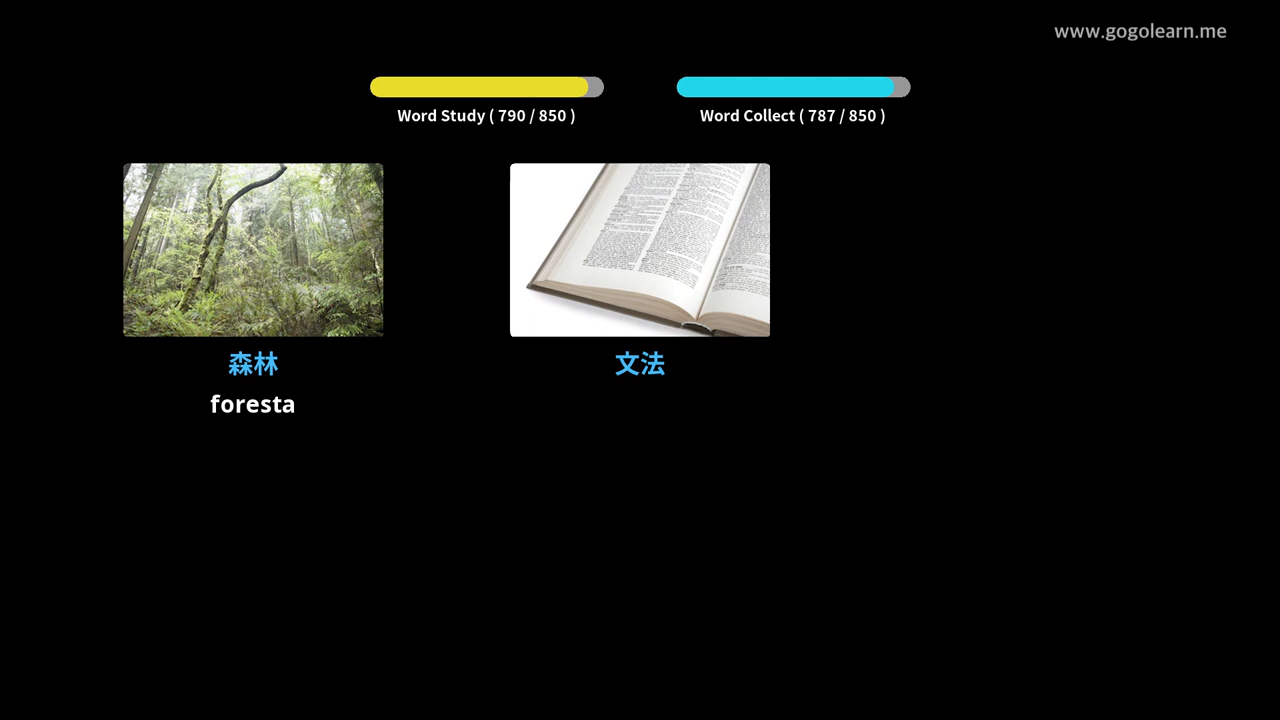 www.gogolearn.me
Word Study ( 790 / 850 )
Word Collect ( 787 / 850 )
森林
foresta
文法